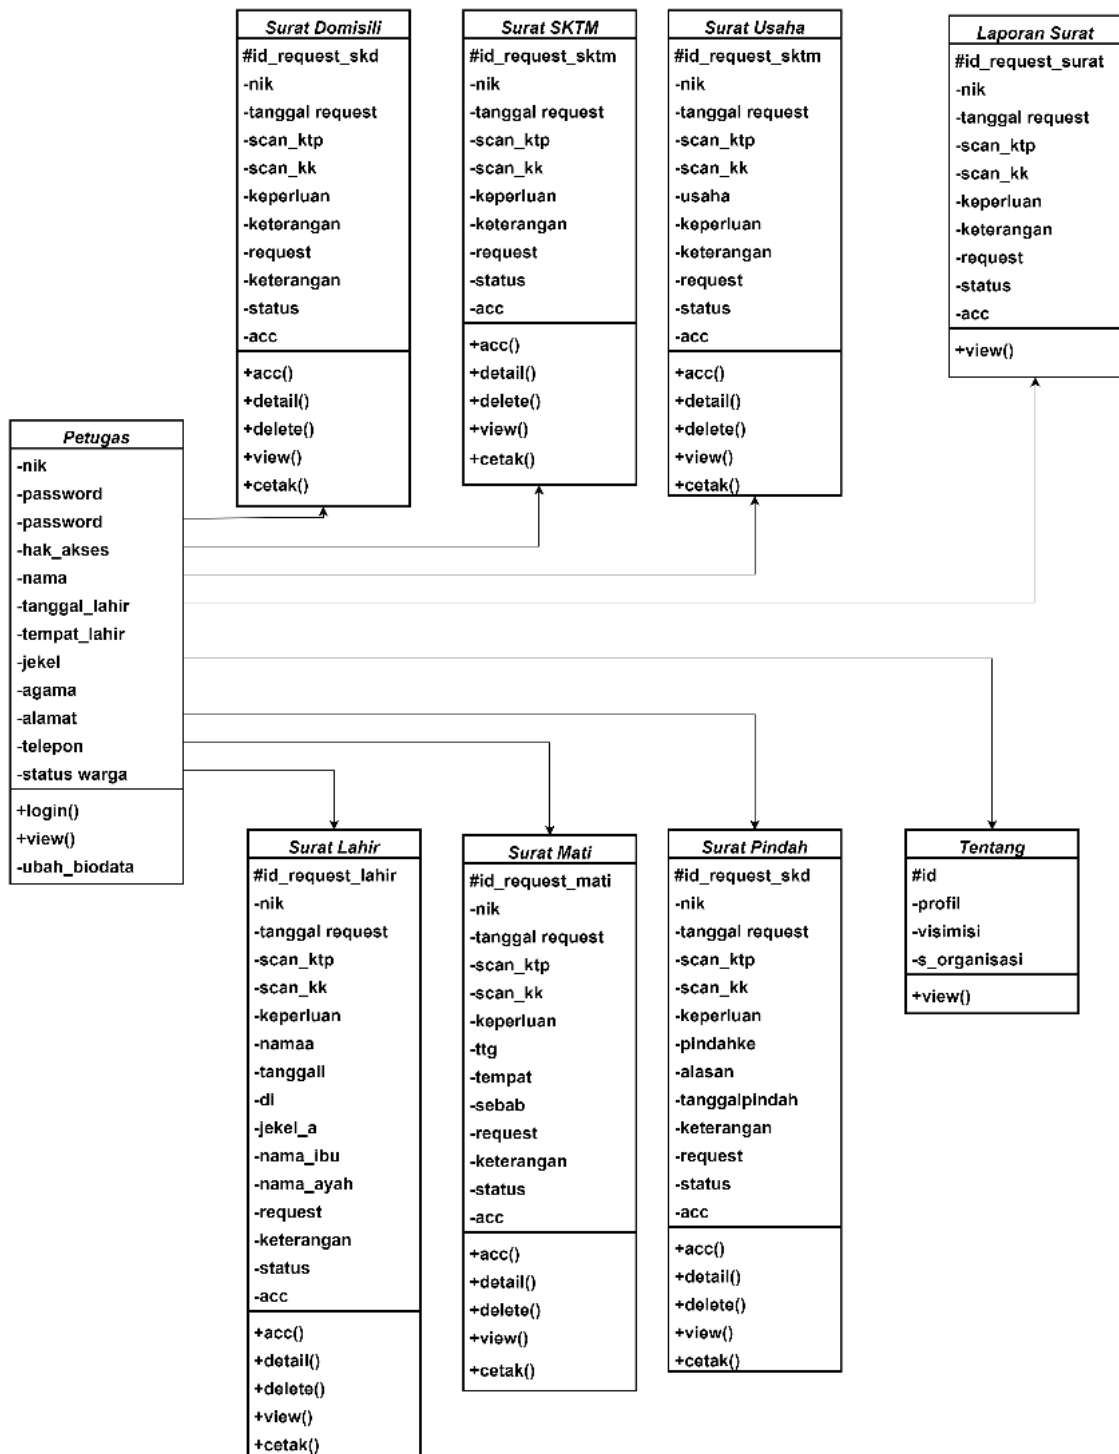 Surat Domisili
#id_request_skd
-nik
-tanggal request
-scan_ktp
-scan_kk
-keperluan
-keterangan
-request
-keterangan
-status
-acc
+acc()
+detail()
+delete()
+view()
+cetak()
Surat SKTM
#id_request_sktm
-nik
-tanggal request
-scan_ktp
-scan_kk
-keperluan
-keterangan
-request
-status
-acc
+acc()
+detail()
+delete()
+view()
+cetak()
Surat Usaha
#id_request_sktm
-nik
-tanggal request
-scan_ktp
-scan_kk
-usaha
-keperluan
-keterangan
-request
-status
-acc
+acc()
+detail()
+delete()
+view()
+cetak()
Laporan Surat
#id_request_surat
-nik
-tanggal request
-scan_ktp
-scan_kk
-keperluan
-keterangan
-request
-status
-acc
+view()
Petugas
-nik
-password
-password
-hak_akses
-nama
-tanggal_lahir
-tempat_lahir
-jekel
-agama
-alamat
-telepon
-status warga
+login()
+view()
-ubah_biodata
Surat Lahir
#id_request_lahir
-nik
-tanggal request
-scan_ktp
-scan_kk
-keperluan
-namaa
-tanggall
-di
-jekel_a
-nama_ibu
-nama_ayah
-request
-keterangan
-status
-acc
+acc()
+detail()
+delete()
+view()
+cetak()
Surat Mati
#id_request_mati
-nik
-tanggal request
-scan_ktp
-scan_kk
-keperluan
-ttg
-tempat
-sebab
-request
-keterangan
-status
-acc
+acc()
+detail()
+delete()
+view()
+cetak()
Surat Pindah
#id_request_skd
-nik
-tanggal request
-scan_ktp
-scan_kk
-keperluan
-pindahke
-alasan
-tanggalpindah
-keterangan
-request
-status
-acc
+acc()
+detail()
+delete()
+view()
+cetak()
Tentang
#id
-profil
-visimisi
-s_organisasi
+view()